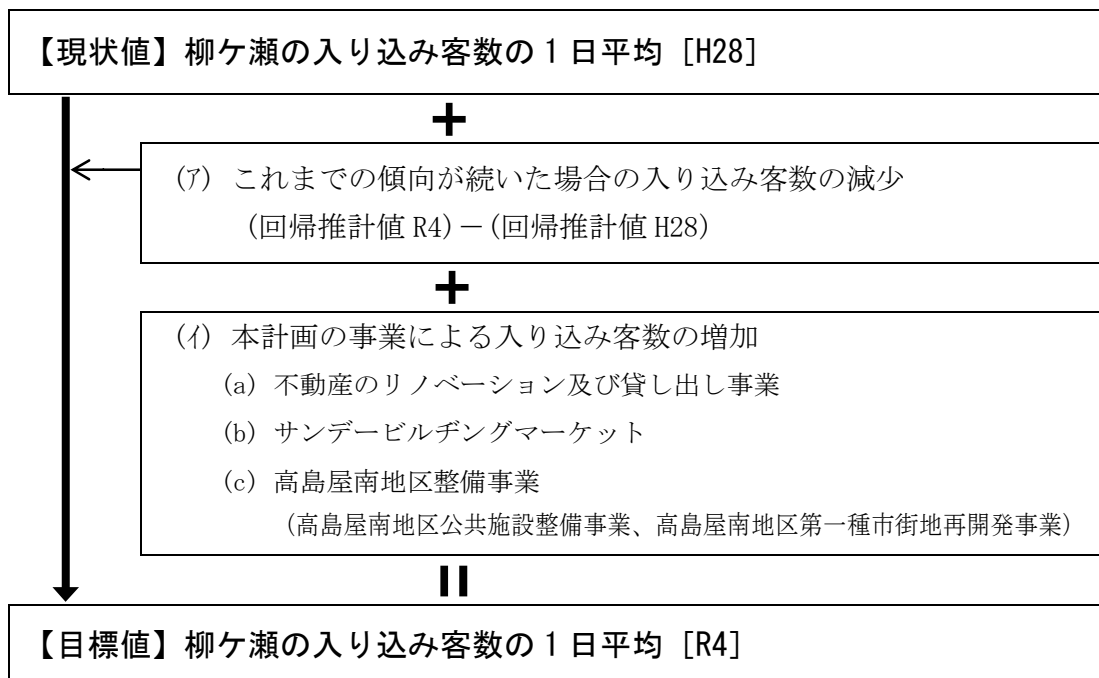 【現状値】柳ケ瀬の入り込み客数の1日平均 [H28]
+
(ア) これまでの傾向が続いた場合の入り込み客数の減少
(回帰推計値 R4)－(回帰推計値 H28)
+
(イ) 本計画の事業による入り込み客数の増加
(a) 不動産のリノベーション及び貸し出し事業
(b) サンデービルヂングマーケット
(c) 高島屋南地区整備事業
(高島屋南地区公共施設整備事業、高島屋南地区第一種市街地再開発事業)
=
【目標値】柳ケ瀬の入り込み客数の1日平均 [R4]